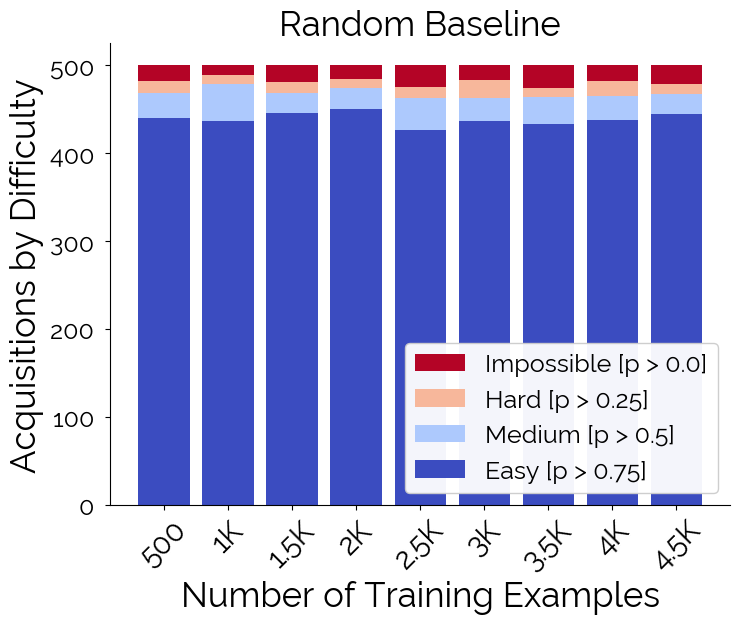 Random Baseline
Acquisitions by Difficulty
500
400
300
200
100
0
Impossible [p > 0.0]
Hard [p > 0.25]
Medium [p > 0.5]
Easy [p > 0.75]
500
1K
1.5K
2K
2.5K
3K
3.5K
4K
4.5K
Number of Training Examples